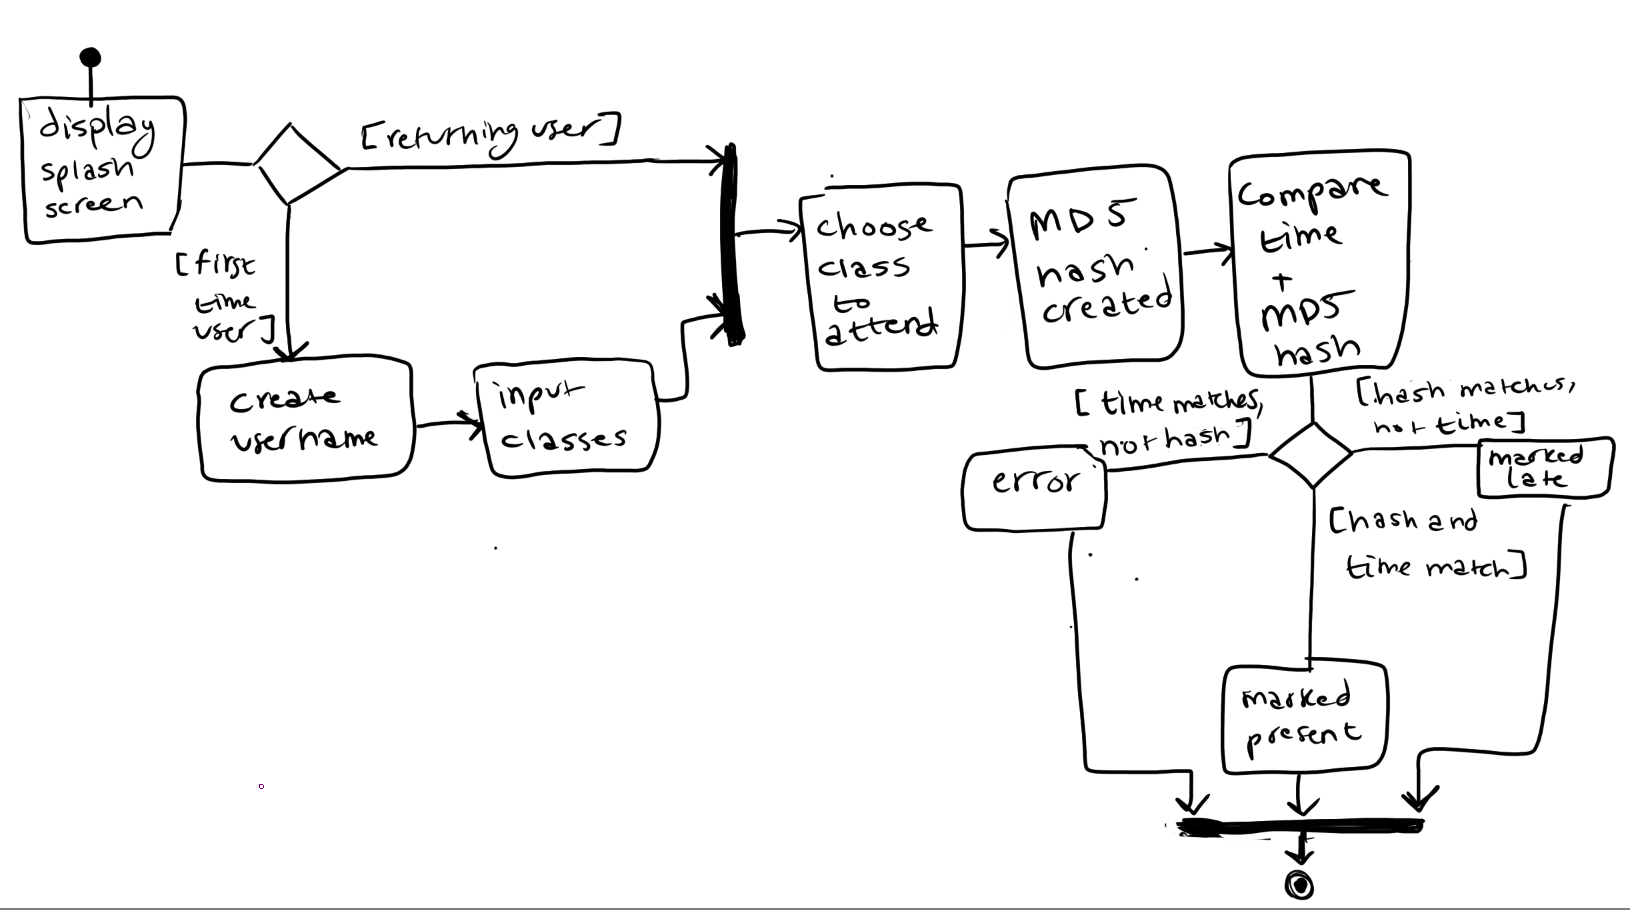 display
splash
screen
[returning user]
[first
time
user]
create
username
input
classes
choose
class
to
attend
MD5
hash
created
Compare
time
+
MD5
hash
[time matches,
not hash]
[hash matches,
not time]
error
marked
late
[hash and
time match]
marked
present